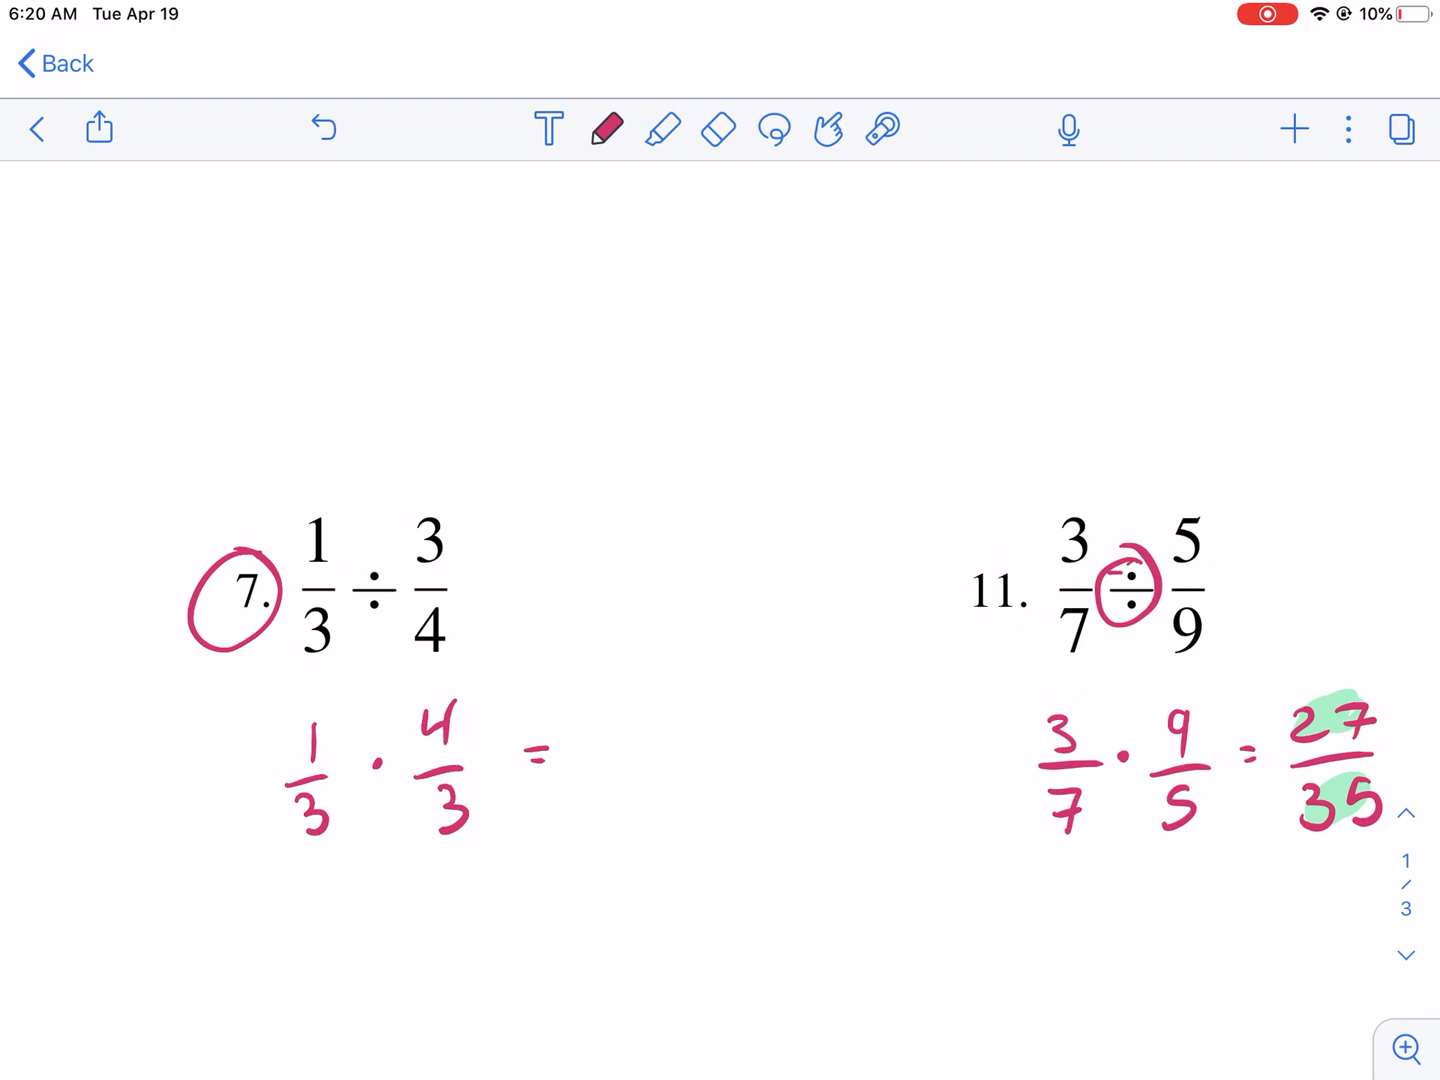 6:20 AM Tue Apr 19
10%
Back
7. 1/3 ÷ 3/4
1/3 · 4/3 =
11. 3/7 ÷ 5/9
3/7 · 9/5 = 27/35
1
/
3